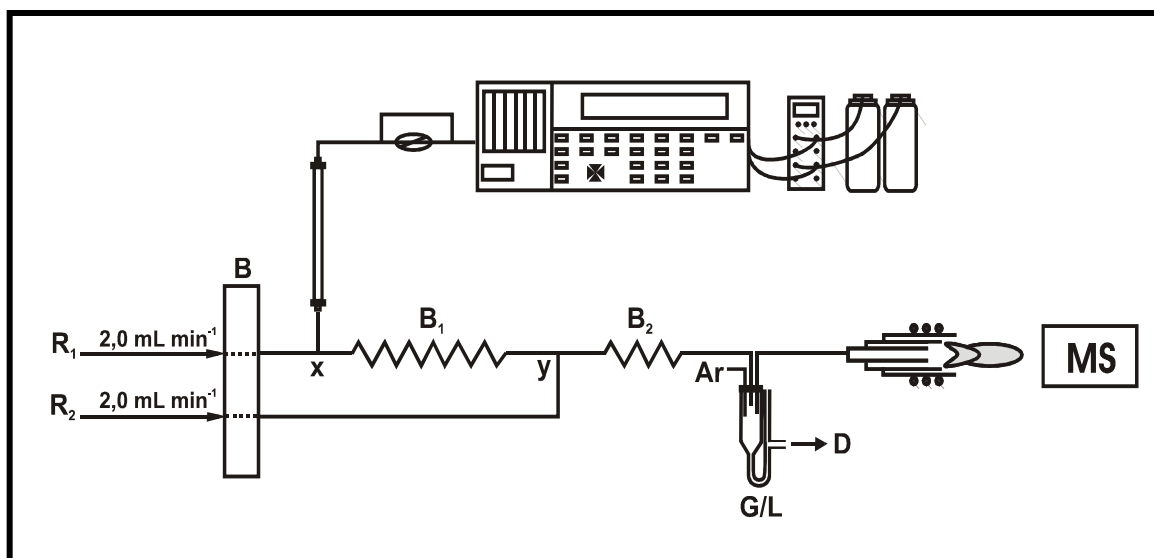 B
R₁ 2,0 mL min⁻¹
x
B₁
y
B₂
R₂ 2,0 mL min⁻¹
Ar
D
G/L
MS